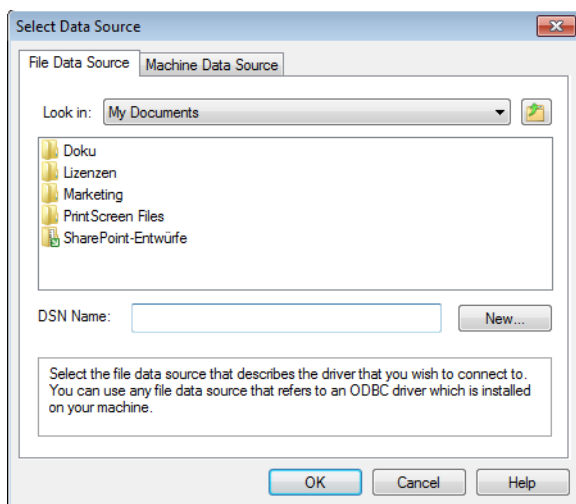 Select Data Source
File Data Source
Machine Data Source
Look in:
My Documents
Doku
Lizenzen
Marketing
PrintScreen Files
SharePoint-Entwürfe
DSN Name:
New...
Select the file data source that describes the driver that you wish to connect to.
You can use any file data source that refers to an ODBC driver which is installed
on your machine.
OK
Cancel
Help